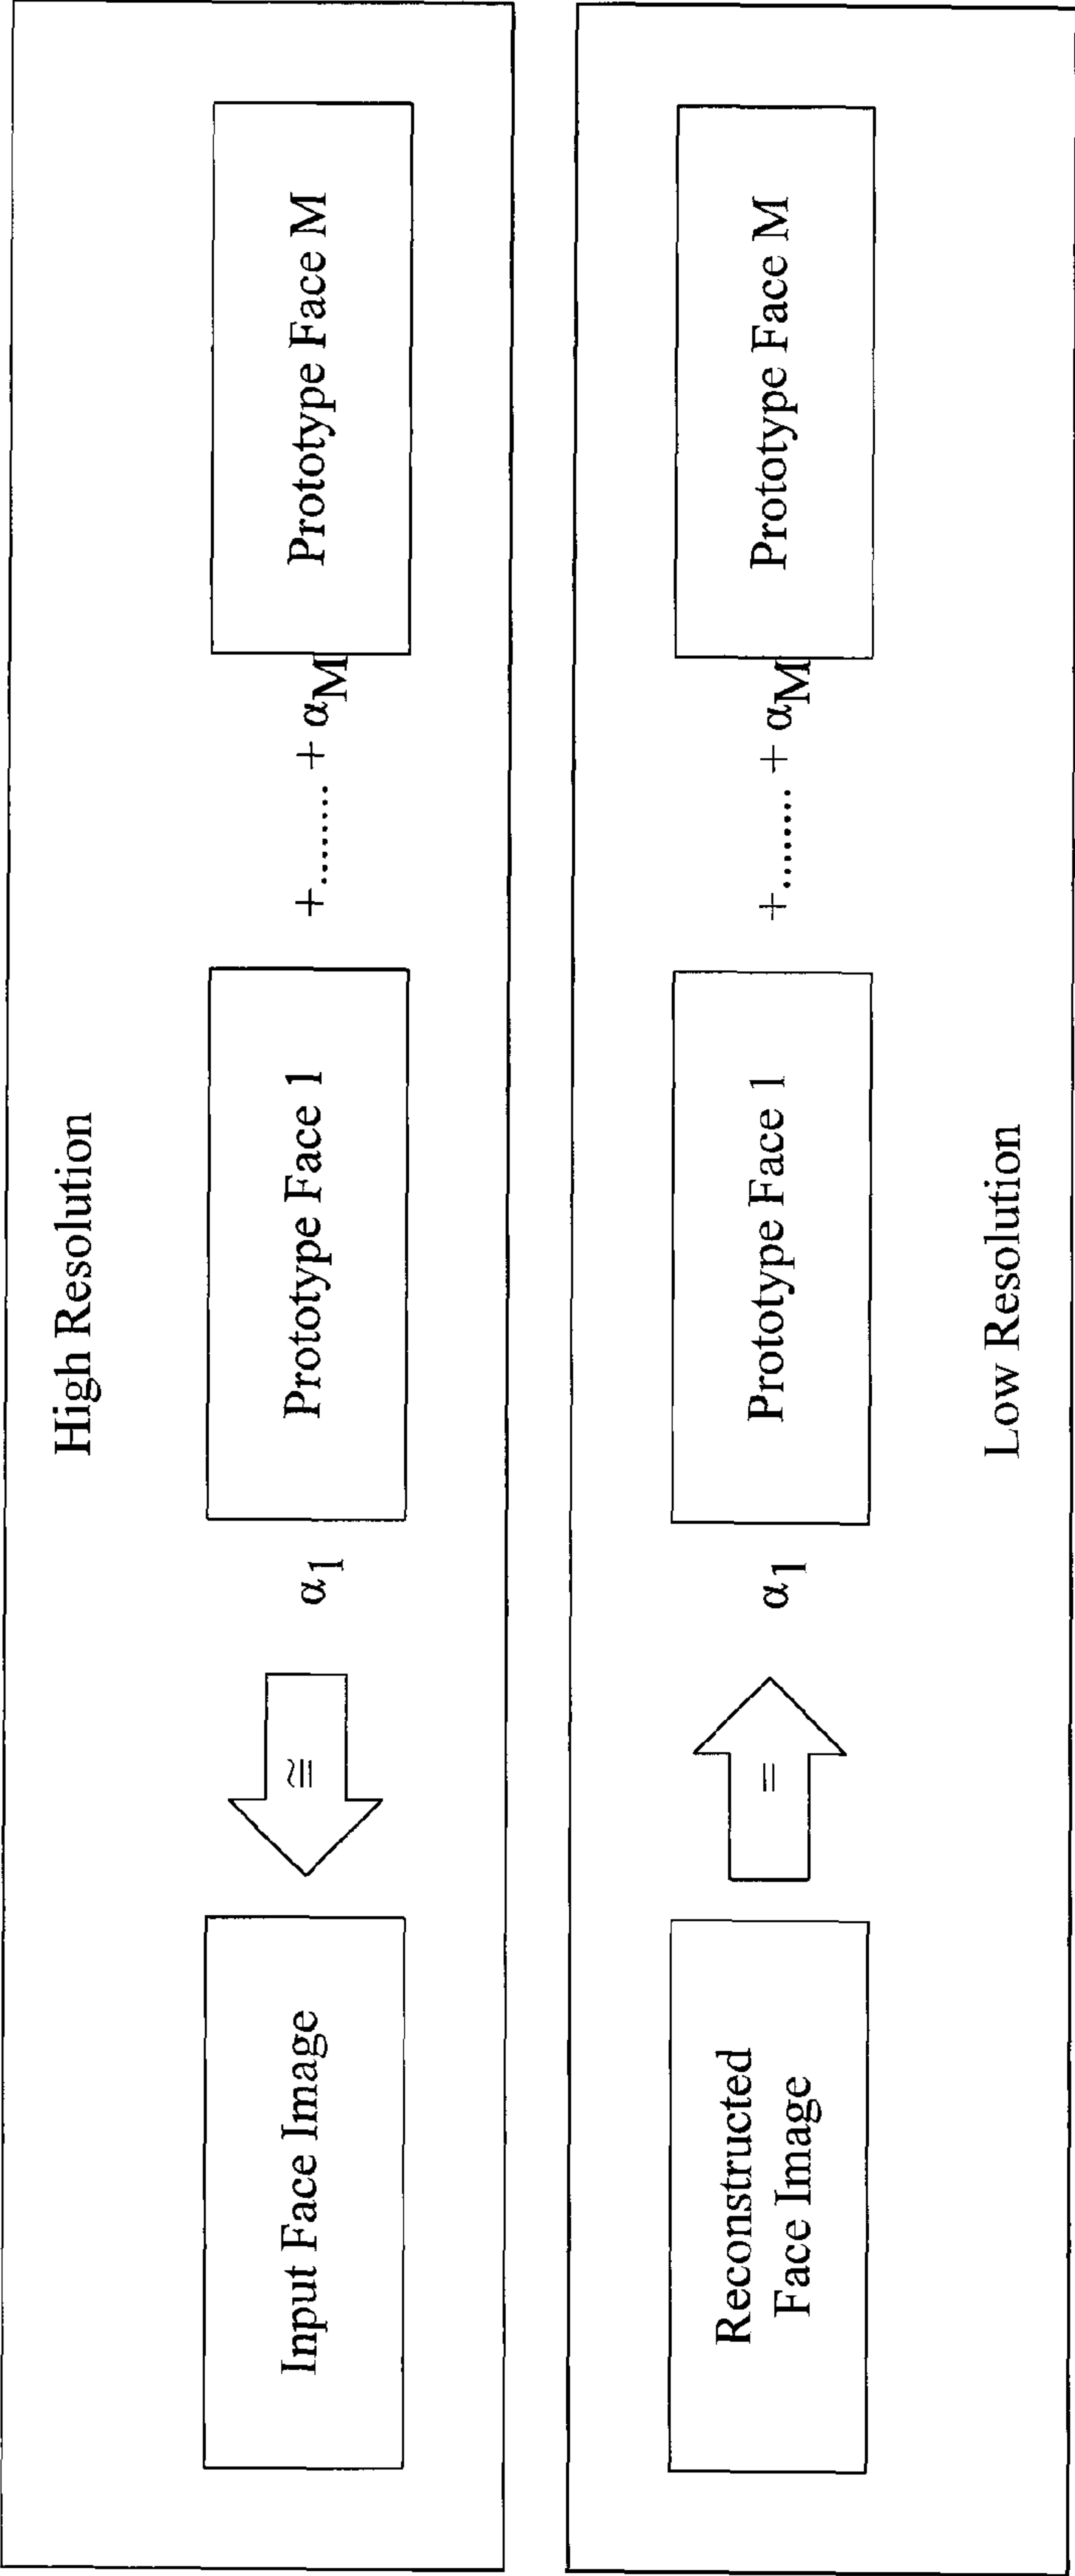 High Resolution
Input Face Image
≅
α1
Prototype Face 1
+........ + αM
Prototype Face M
Reconstructed
Face Image
=
α1
Prototype Face 1
+........ + αM
Prototype Face M
Low Resolution